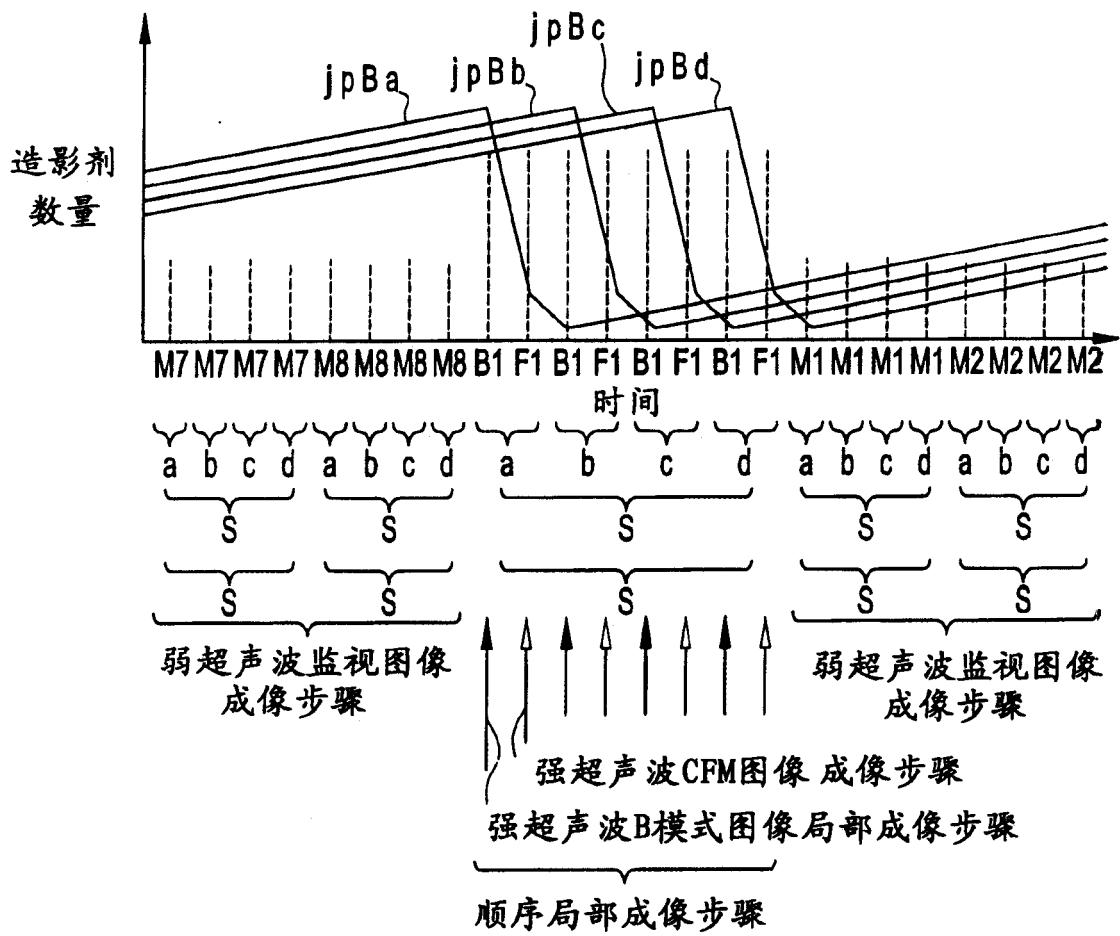 jpBa
jpBb
jpBc
jpBd
造影剂
数量
M7 M7 M7 M7 M8 M8 M8 M8 B1 F1 B1 F1 B1 F1 B1 F1 M1 M1 M1 M1 M2 M2 M2 M2
时间
a b c d a b c d a b c d a b c d a b c d
S S S S S
S S S S S
弱超声波监视图像
成像步骤
弱超声波监视图像
成像步骤
强超声波CFM图像 成像步骤
强超声波B模式图像局部成像步骤
顺序局部成像步骤